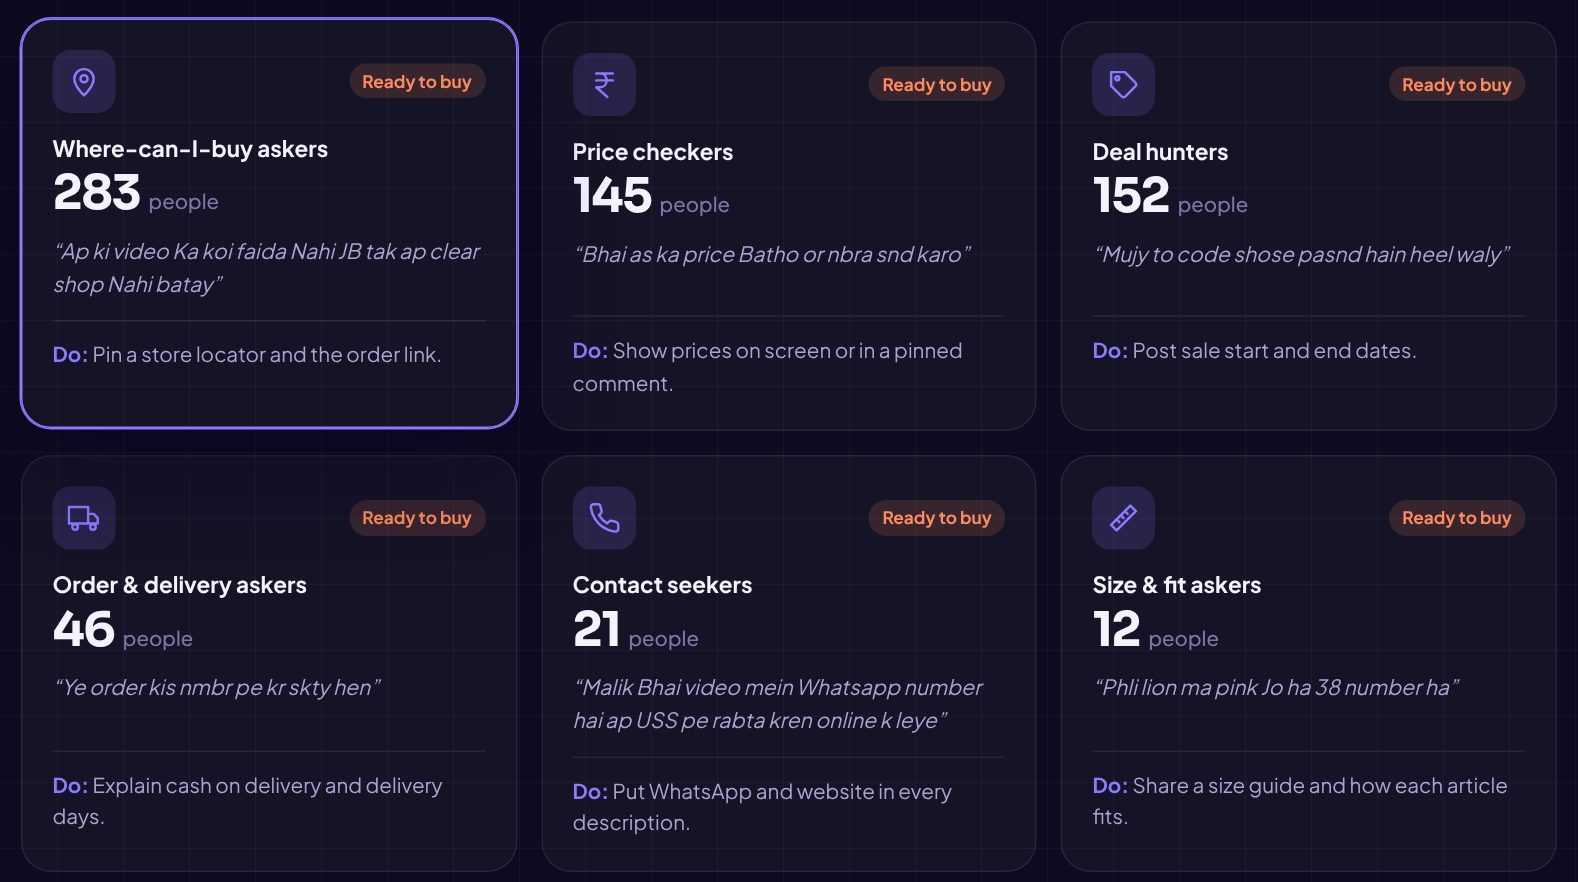 Ready to buy
Where-can-I-buy askers
283 people
“Ap ki video Ka koi faida Nahi JB tak ap clear
shop Nahi batay”
Do: Pin a store locator and the order link.
₹
Ready to buy
Price checkers
145 people
“Bhai as ka price Batho or nbra snd karo”
Do: Show prices on screen or in a pinned
comment.
Ready to buy
Deal hunters
152 people
“Mujy to code shose pasnd hain heel waly”
Do: Post sale start and end dates.
Ready to buy
Order & delivery askers
46 people
“Ye order kis nmbr pe kr skty hen”
Do: Explain cash on delivery and delivery
days.
Ready to buy
Contact seekers
21 people
“Malik Bhai video mein Whatsapp number
hai ap USS pe rabta kren online k leye”
Do: Put WhatsApp and website in every
description.
Ready to buy
Size & fit askers
12 people
“Phli lion ma pink Jo ha 38 number ha”
Do: Share a size guide and how each article
fits.